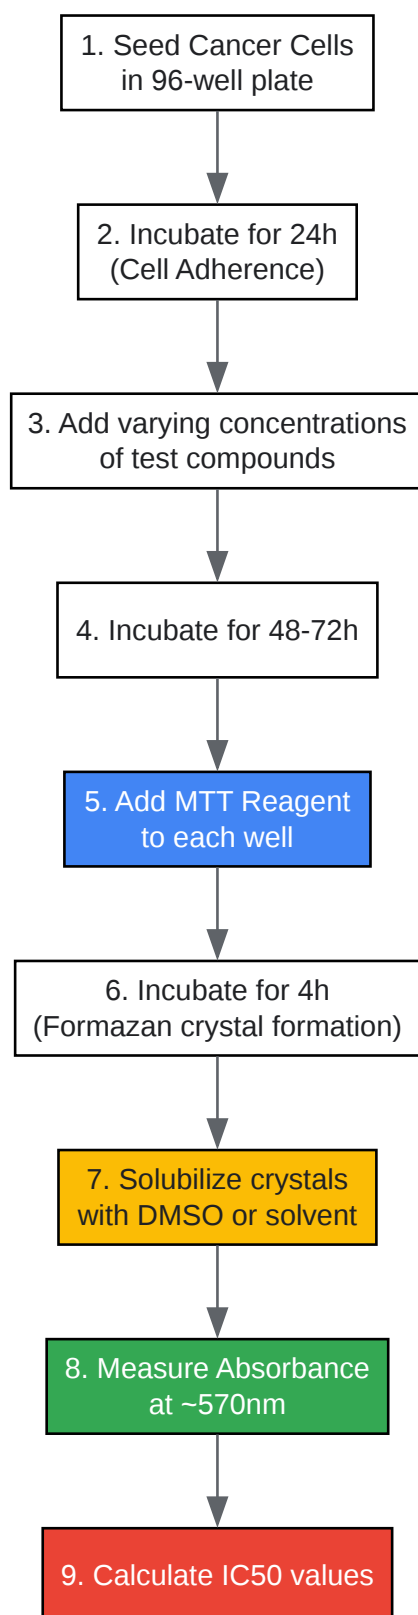 1. Seed Cancer Cells
in 96-well plate
2. Incubate for 24h
(Cell Adherence)
3. Add varying concentrations
of test compounds
4. Incubate for 48-72h
5. Add MTT Reagent
to each well
6. Incubate for 4h
(Formazan crystal formation)
7. Solubilize crystals
with DMSO or solvent
8. Measure Absorbance
at ~570nm
9. Calculate IC50 values